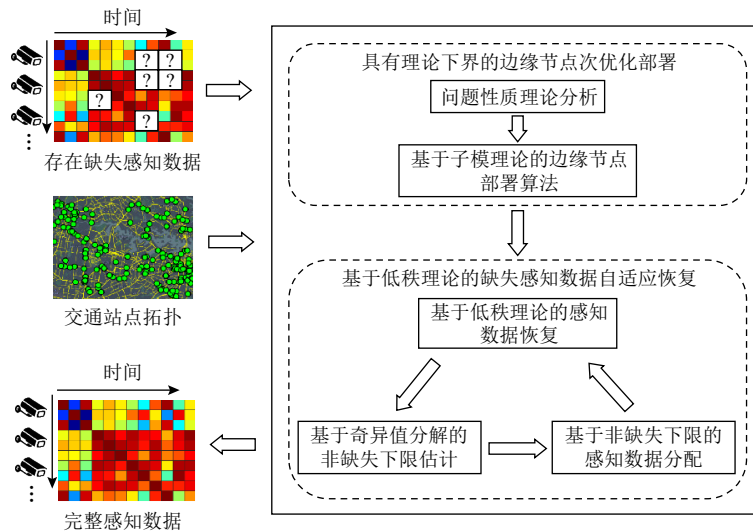 时间
?
?
?
?
?
?
⋮
存在缺失感知数据
交通站点拓扑
时间
⋮
完整感知数据
具有理论下界的边缘节点次优化部署
问题性质理论分析
基于子模理论的边缘节点
部署算法
基于低秩理论的缺失感知数据自适应恢复
基于低秩理论的感知
数据恢复
基于奇异值分解的
非缺失下限估计
基于非缺失下限的
感知数据分配